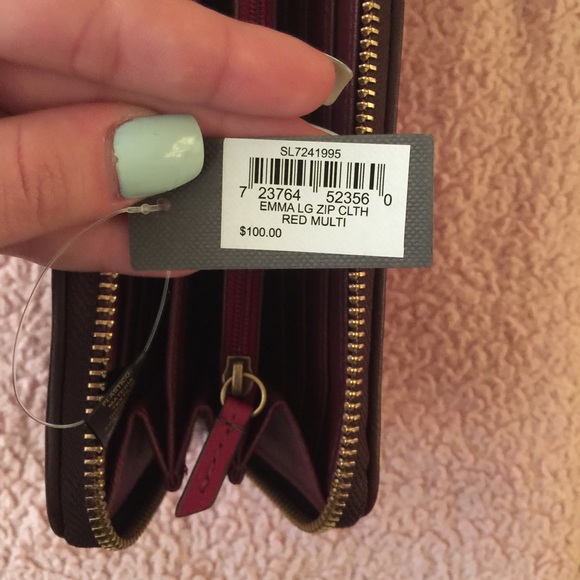 SL7241995
7 23764 52356 0
EMMA LG ZIP CLTH
RED MULTI
$100.00